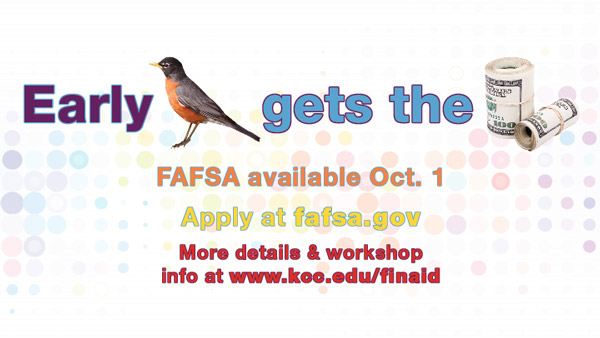 Early gets the
FAFSA available Oct. 1
Apply at fafsa.gov
More details & workshop
info at www.kcc.edu/finaid
100